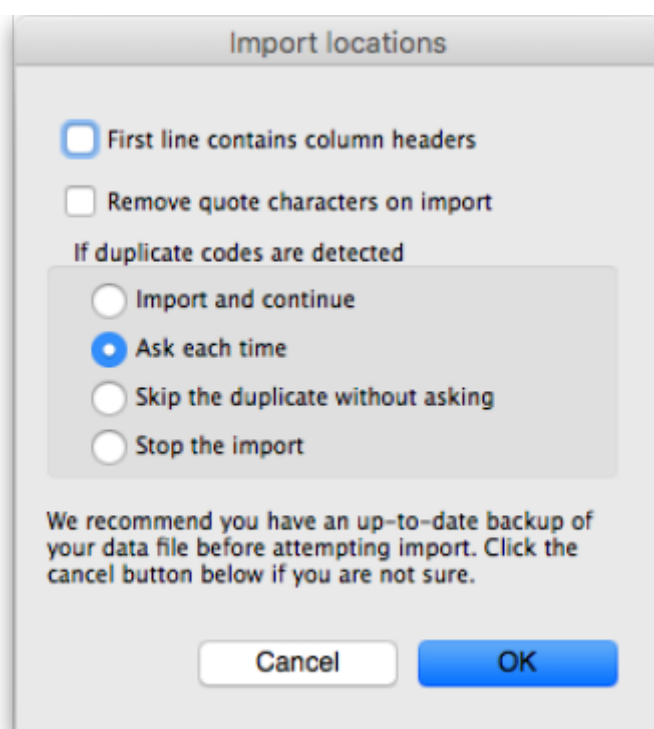 Import locations
First line contains column headers
Remove quote characters on import
If duplicate codes are detected
Import and continue
Ask each time
Skip the duplicate without asking
Stop the import
We recommend you have an up-to-date backup of
your data file before attempting import. Click the
cancel button below if you are not sure.
Cancel OK